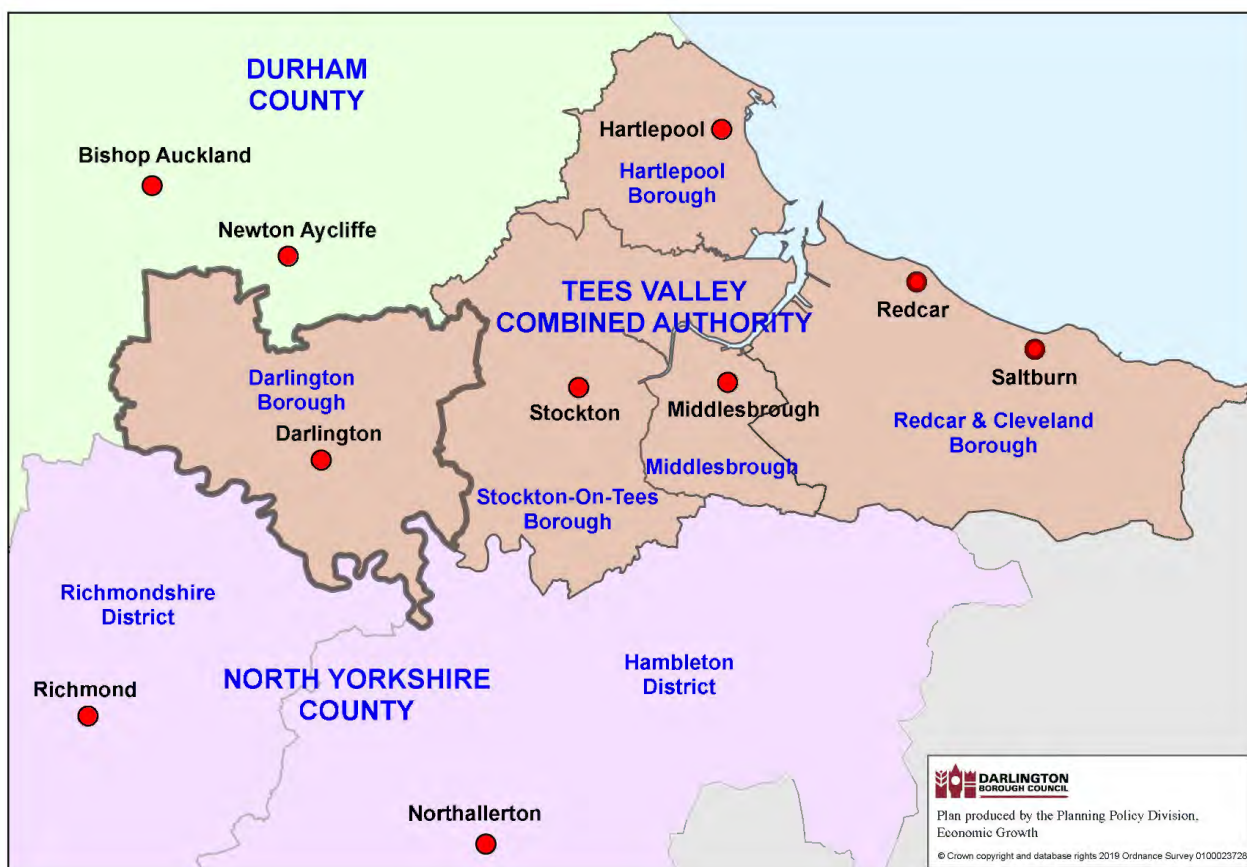 DURHAM
COUNTY
Bishop Auckland
Newton Aycliffe
Hartlepool
Hartlepool
Borough
TEES VALLEY
COMBINED AUTHORITY
Redcar
Saltburn
Darlington
Borough
Darlington
Stockton
Middlesbrough
Redcar & Cleveland
Borough
Middlesbrough
Stockton-On-Tees
Borough
Richmondshire
District
Hambleton
District
NORTH YORKSHIRE
COUNTY
Richmond
Northallerton
DARLINGTON
BOROUGH COUNCIL
Plan produced by the Planning Policy Division,
Economic Growth
© Crown copyright and database rights 2019 Ordnance Survey 0100023728